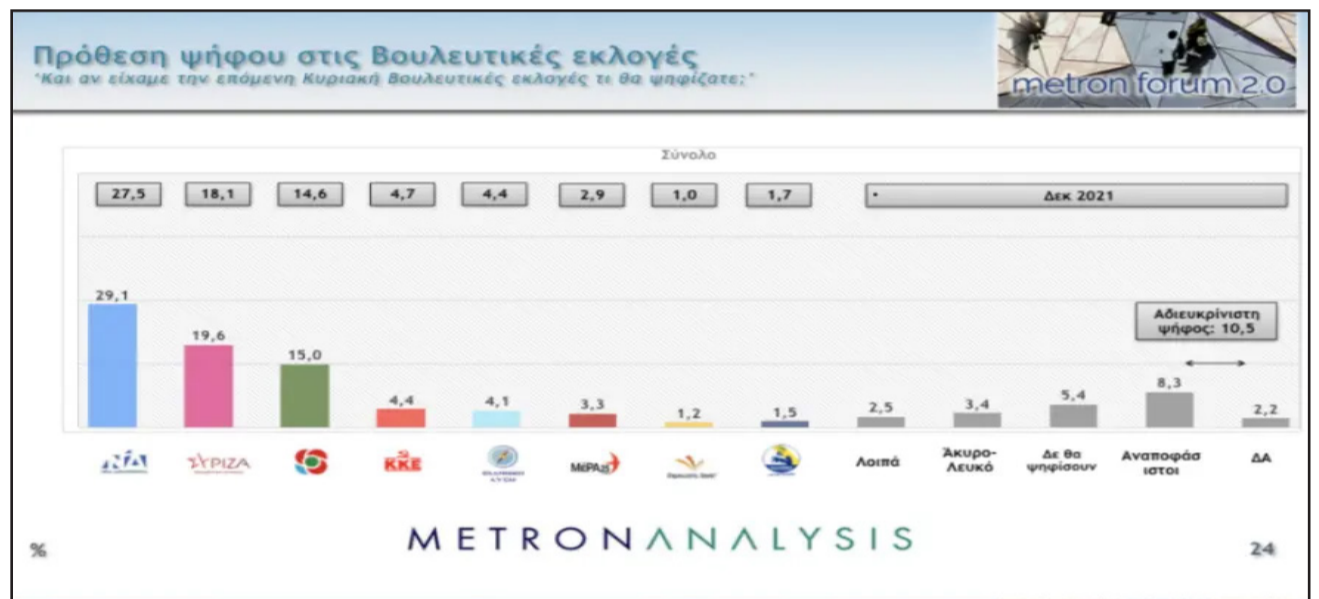 Πρόθεση ψήφου στις Βουλευτικές εκλογές
"Και αν είχαμε την επόμενη Κυριακή Βουλευτικές εκλογές τι θα ψηφίζατε;"
metron forum 2.0
Σύνολο
27,5 18,1 14,6 4,7 4,4 2,9 1,0 1,7 • Δεκ 2021
29,1 19,6 15,0 4,4 4,1 3,3 1,2 1,5 2,5 3,4 5,4 8,3 2,2
Αδιευκρίνιστη
ψήφος: 10,5
ΝΔ ΣΥΡΙΖΑ ΚΚΕ ΕΛΛΗΝΙΚΗ ΛΥΣΗ ΜέΡΑ25 Λοιπά Άκυρο-
Λευκό Δε θα
ψηφίσουν Αναποφάσ
ιστοι ΔΑ
METRONANALYSIS
%
24